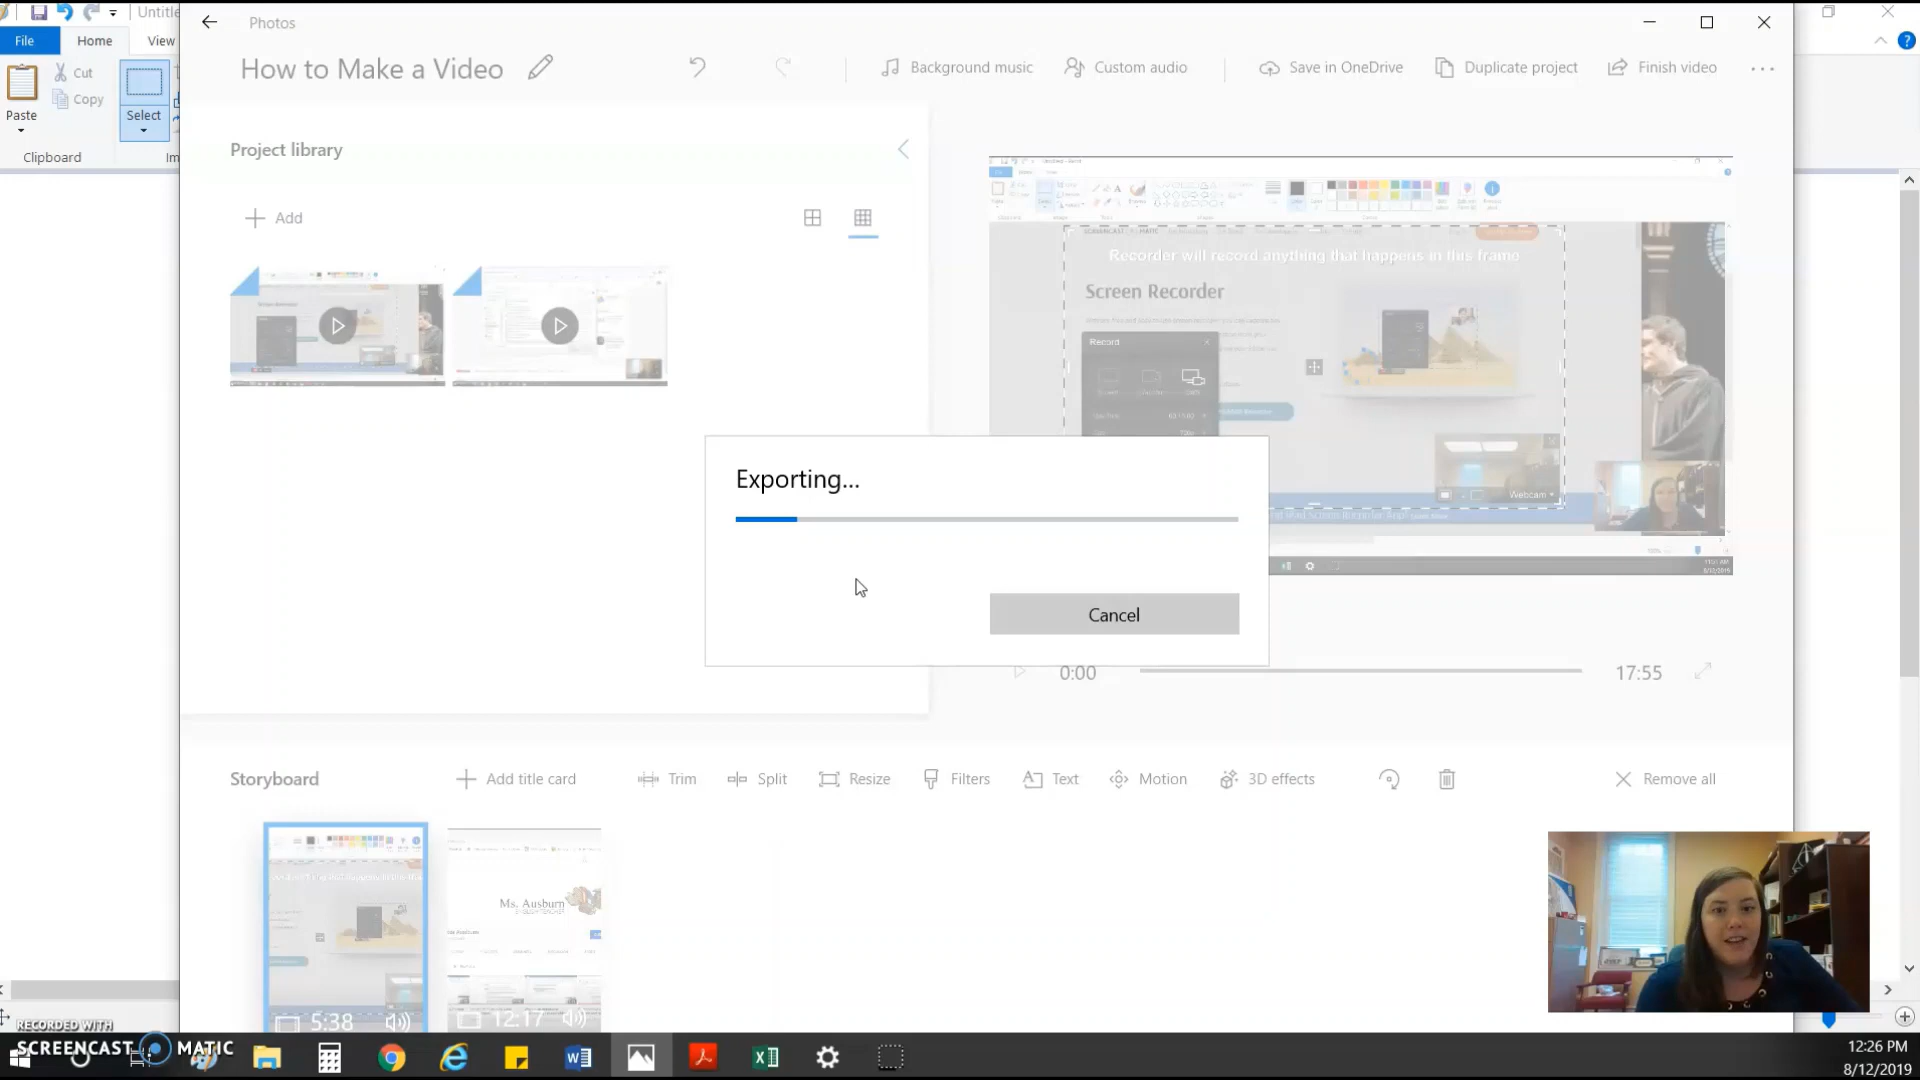 Untitle
Photos
File
Home
View
How to Make a Video
Background music
Custom audio
Save in OneDrive
Duplicate project
Finish video
Cut
Copy
Paste
Select
Clipboard
Im
Project library
Add
Recorder will record anything that happens in this frame
Screen Recorder
Record
Webcam
Exporting...
Cancel
0:00
17:55
Storyboard
Add title card
Trim
Split
Resize
Filters
Text
Motion
3D effects
Remove all
Ms. Ausburn
ENGLISH TEACHER
5:38
12:17
RECORDED WITH
SCREENCAST MATIC
12:26 PM
8/12/2019